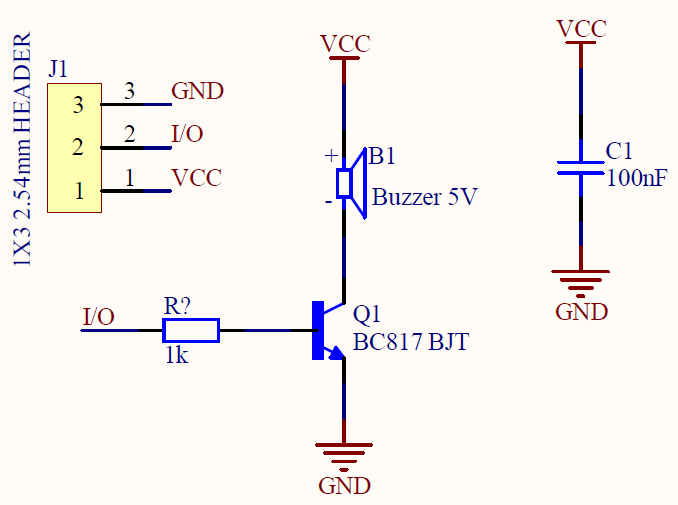 J1
1X3 2.54mm HEADER
3 3 GND
2 2 I/O
1 1 VCC
VCC
+ B1
- Buzzer 5V
I/O
R?
1k
Q1
BC817 BJT
GND
VCC
C1
100nF
GND